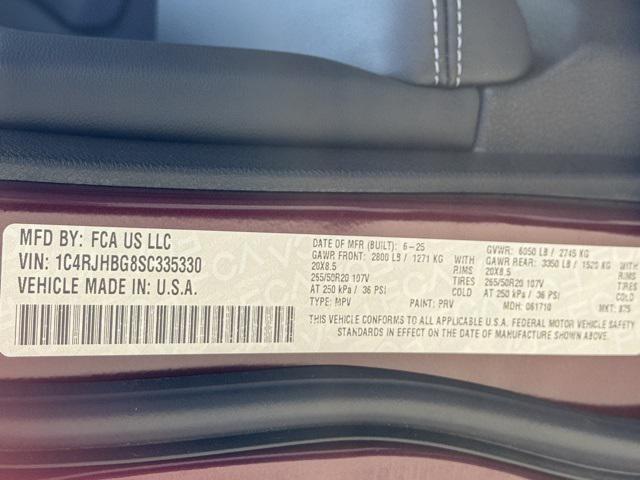 MFD BY: FCA US LLC
VIN: 1C4RJHBG8SC335330
VEHICLE MADE IN: U.S.A.
DATE OF MFR (BUILT): 6-25 GVWR: 6050 LB / 2745 KG
GAWR FRONT: 2800 LB / 1271 KG WITH GAWR REAR: 3350 LB / 1520 KG WITH
20X8.5 RIMS 20X8.5 RIMS
265/50R20 107V TIRES 265/50R20 107V TIRES
AT 250 kPa / 36 PSI COLD AT 250 kPa / 36 PSI COLD
TYPE: MPV PAINT: PRV MDH: 061710 MKT: 875
THIS VEHICLE CONFORMS TO ALL APPLICABLE U.S.A. FEDERAL MOTOR VEHICLE SAFETY
STANDARDS IN EFFECT ON THE DATE OF MANUFACTURE SHOWN ABOVE.